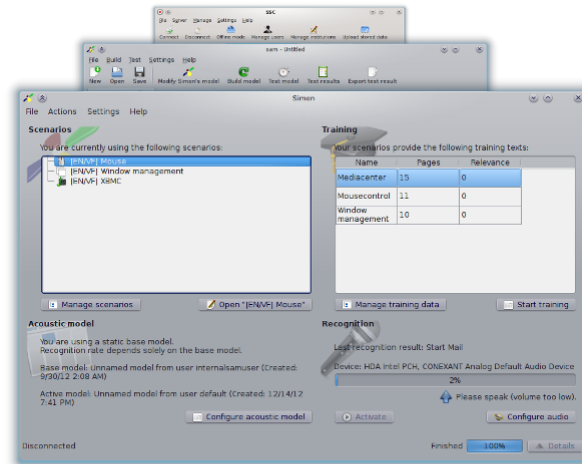 SSC
File Server Manage Settings Help
Connect Disconnect Offline mode Manage users Manage institutions Upload stored data
sam - Untitled
File Build Test Settings Help
New Open Save Modify Simon's model Build model Test model Test results Export test result
Simon
File Actions Settings Help
Scenarios
You are currently using the following scenarios:
[EN/VF] Mouse
[EN/VF] Window management
[EN/VF] XBMC
Manage scenarios
Open "[EN/VF] Mouse"
Training
Your scenarios provide the following training texts:
Name Pages Relevance
Mediacenter 15 0
Mousecontrol 11 0
Window
management 10 0
Manage training data
Start training
Acoustic model
You are using a static base model.
Recognition rate depends solely on the base model.
Base model: Unnamed model from user internalsamuser (Created:
9/30/12 2:08 AM)
Active model: Unnamed model from user default (Created: 12/14/12
7:41 PM)
Configure acoustic model
Recognition
Last recognition result: Start Mail
Device: HDA Intel PCH, CONEXANT Analog Default Audio Device
2%
Please speak (volume too low).
Activate
Configure audio
Disconnected
Finished 100% Details